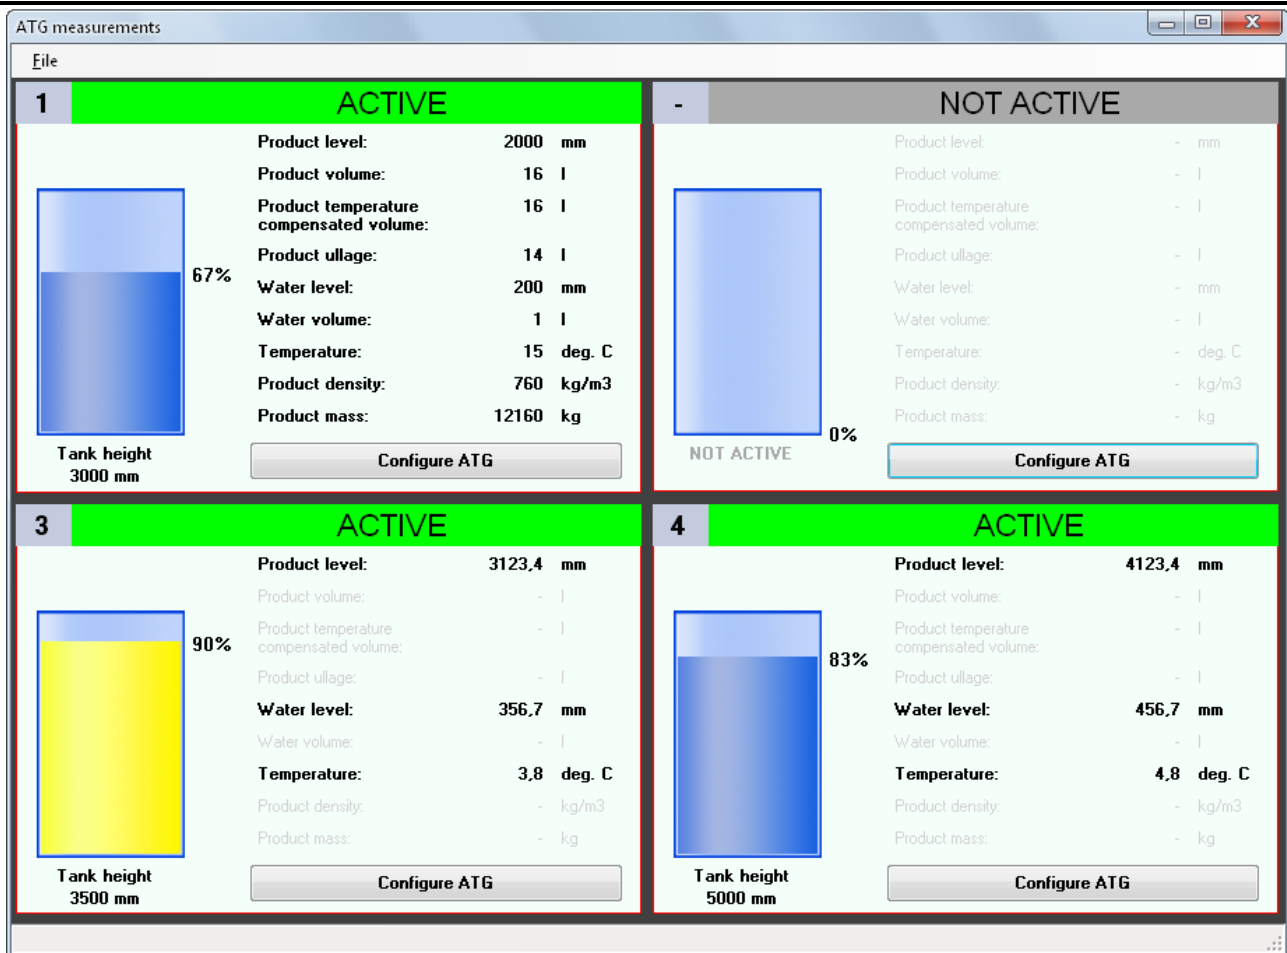 ATG measurements
File
1 ACTIVE
Product level: 2000 mm
Product volume: 16 l
Product temperature 16 l
compensated volume:
Product ullage: 14 l
67%
Water level: 200 mm
Water volume: 1 l
Temperature: 15 deg. C
Product density: 760 kg/m3
Product mass: 12160 kg
Tank height
3000 mm
Configure ATG
- NOT ACTIVE
Product level: - mm
Product volume: - l
Product temperature - l
compensated volume:
Product ullage: - l
Water level: - mm
Water volume: - l
Temperature: - deg. C
Product density: - kg/m3
Product mass: - kg
0%
NOT ACTIVE
Configure ATG
3 ACTIVE
Product level: 3123,4 mm
Product volume: - l
Product temperature - l
compensated volume:
90%
Product ullage: - l
Water level: 356,7 mm
Water volume: - l
Temperature: 3,8 deg. C
Product density: - kg/m3
Product mass: - kg
Tank height
3500 mm
Configure ATG
4 ACTIVE
Product level: 4123,4 mm
Product volume: - l
Product temperature - l
compensated volume:
83%
Product ullage: - l
Water level: 456,7 mm
Water volume: - l
Temperature: 4,8 deg. C
Product density: - kg/m3
Product mass: - kg
Tank height
5000 mm
Configure ATG